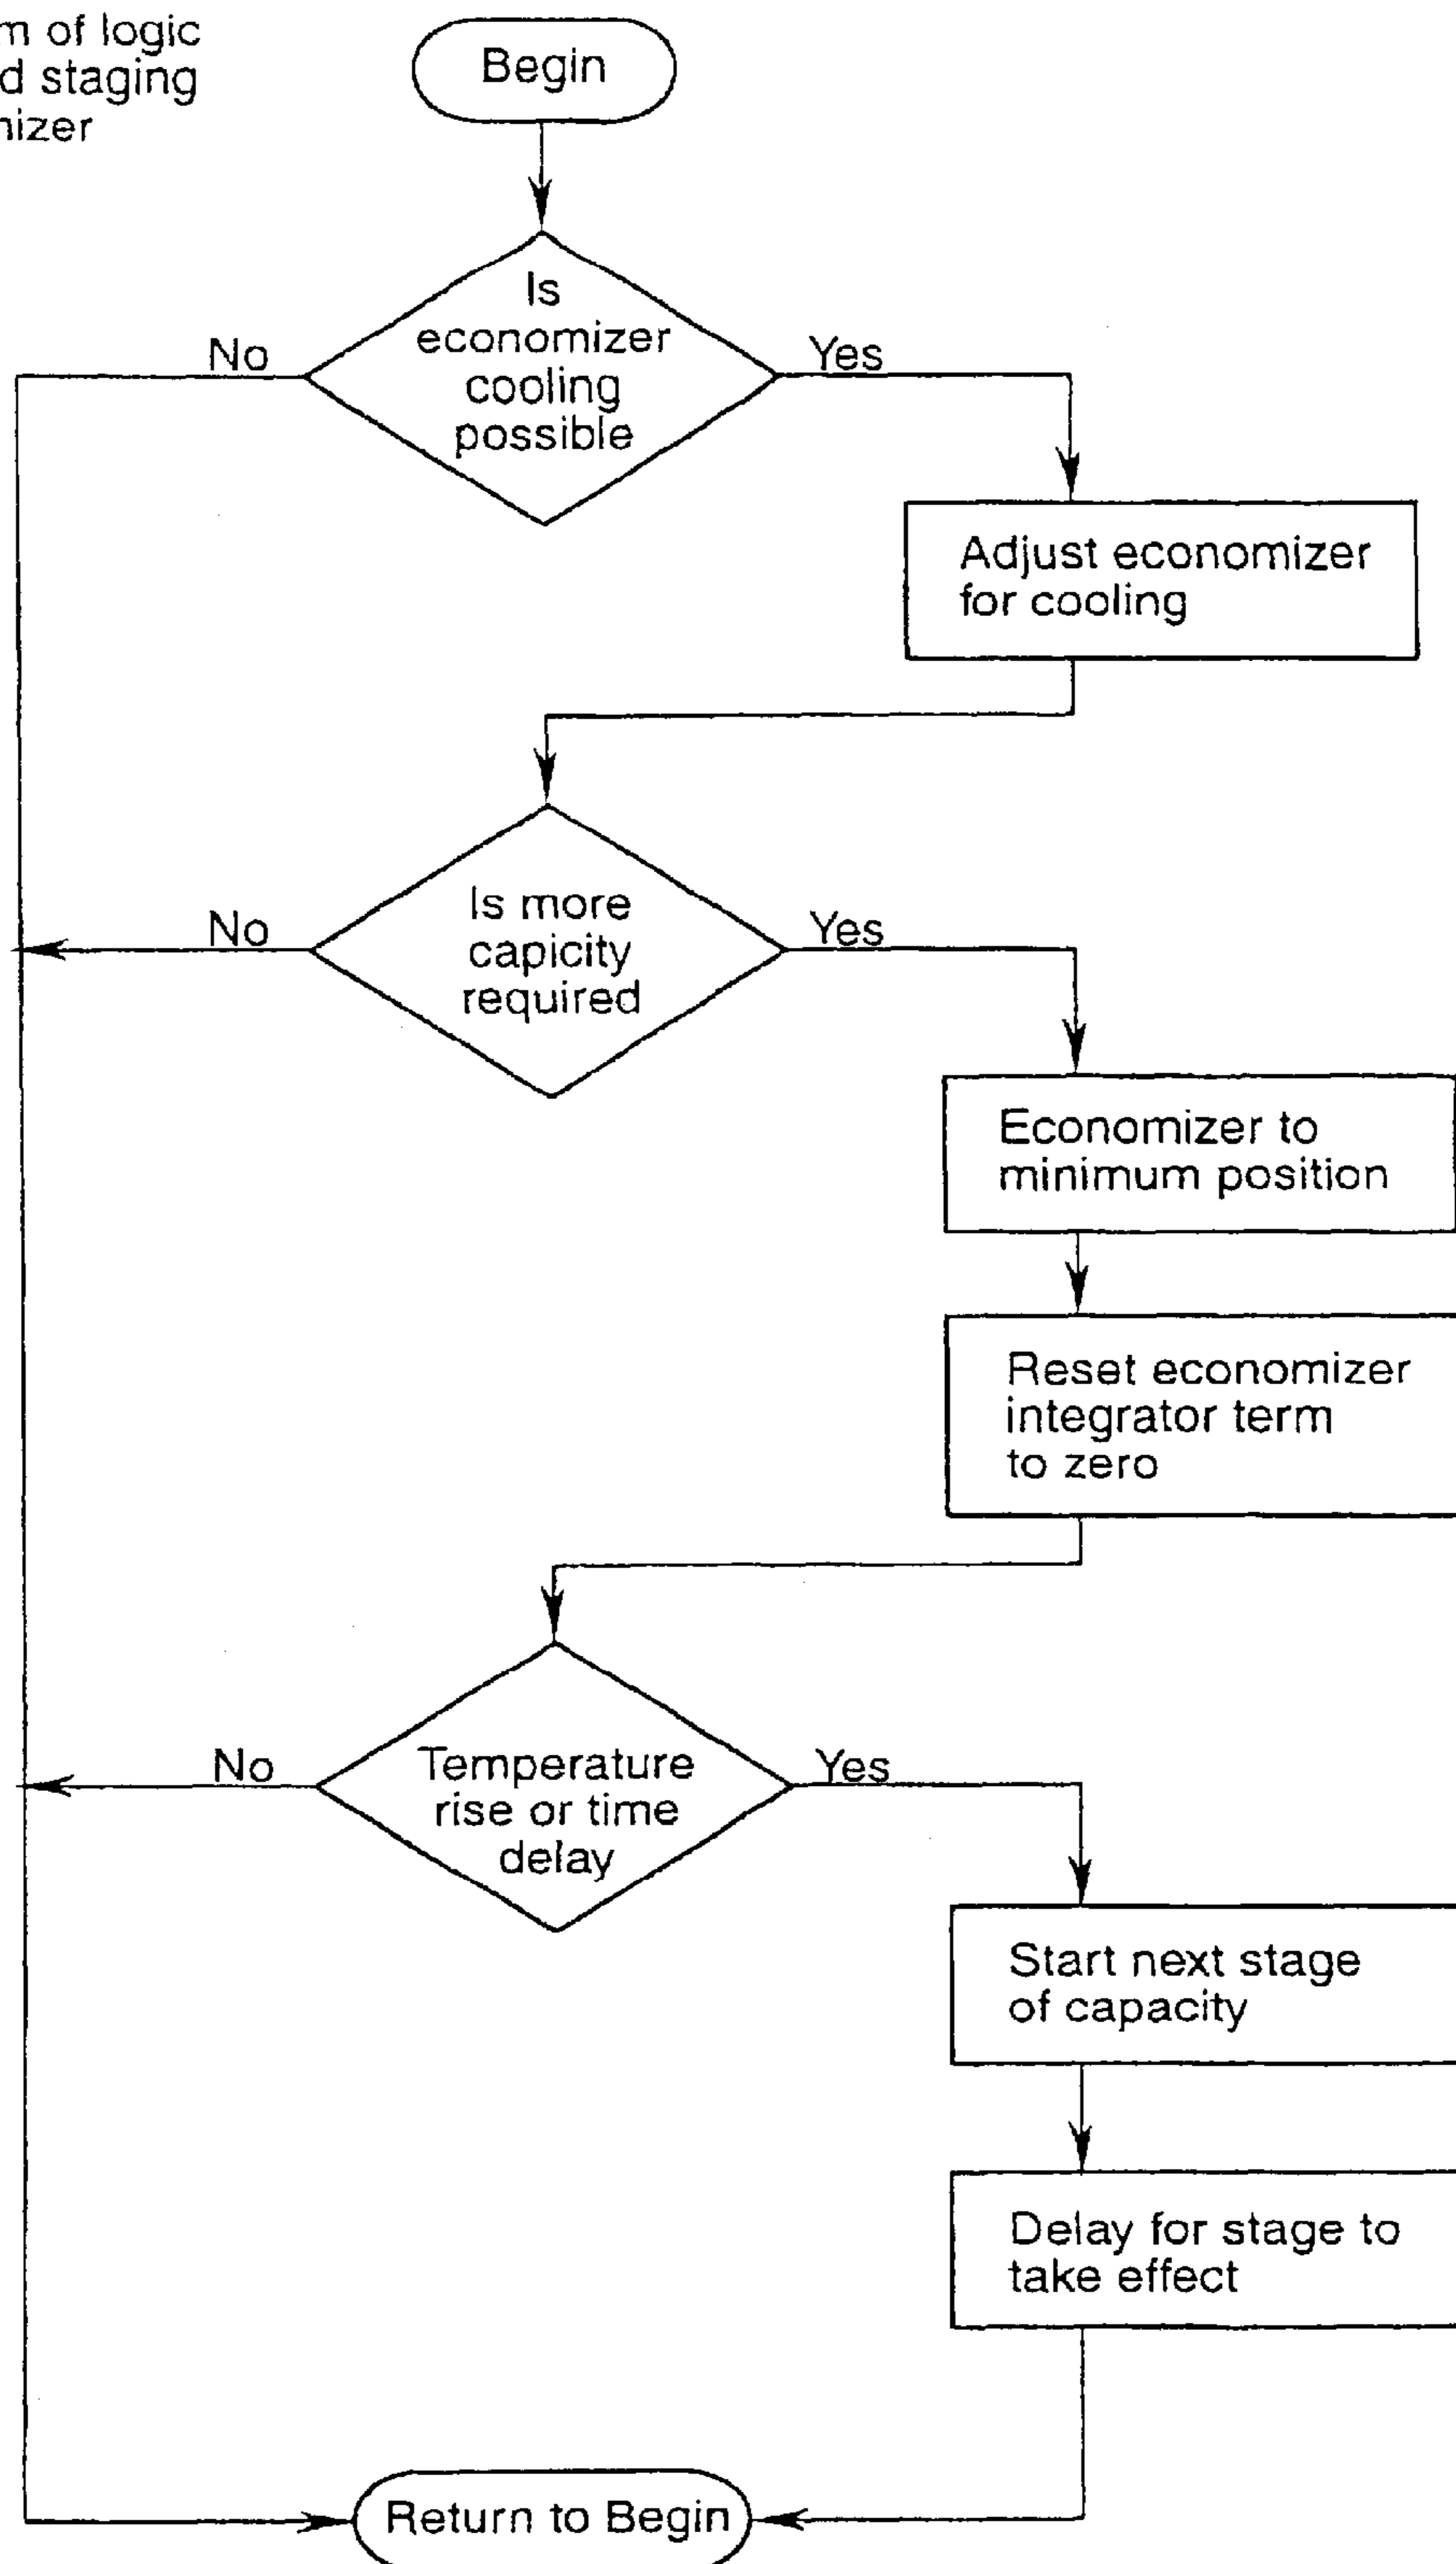 of logic
staging
Begin
Is
economizer
cooling
possible
No
Yes
Adjust economizer
for cooling
Is more
capicity
required
No
Yes
Economizer to
minimum position
Reset economizer
integrator term
to zero
Temperature
rise or time
delay
No
Yes
Start next stage
of capacity
Delay for stage to
take effect
Return to Begin